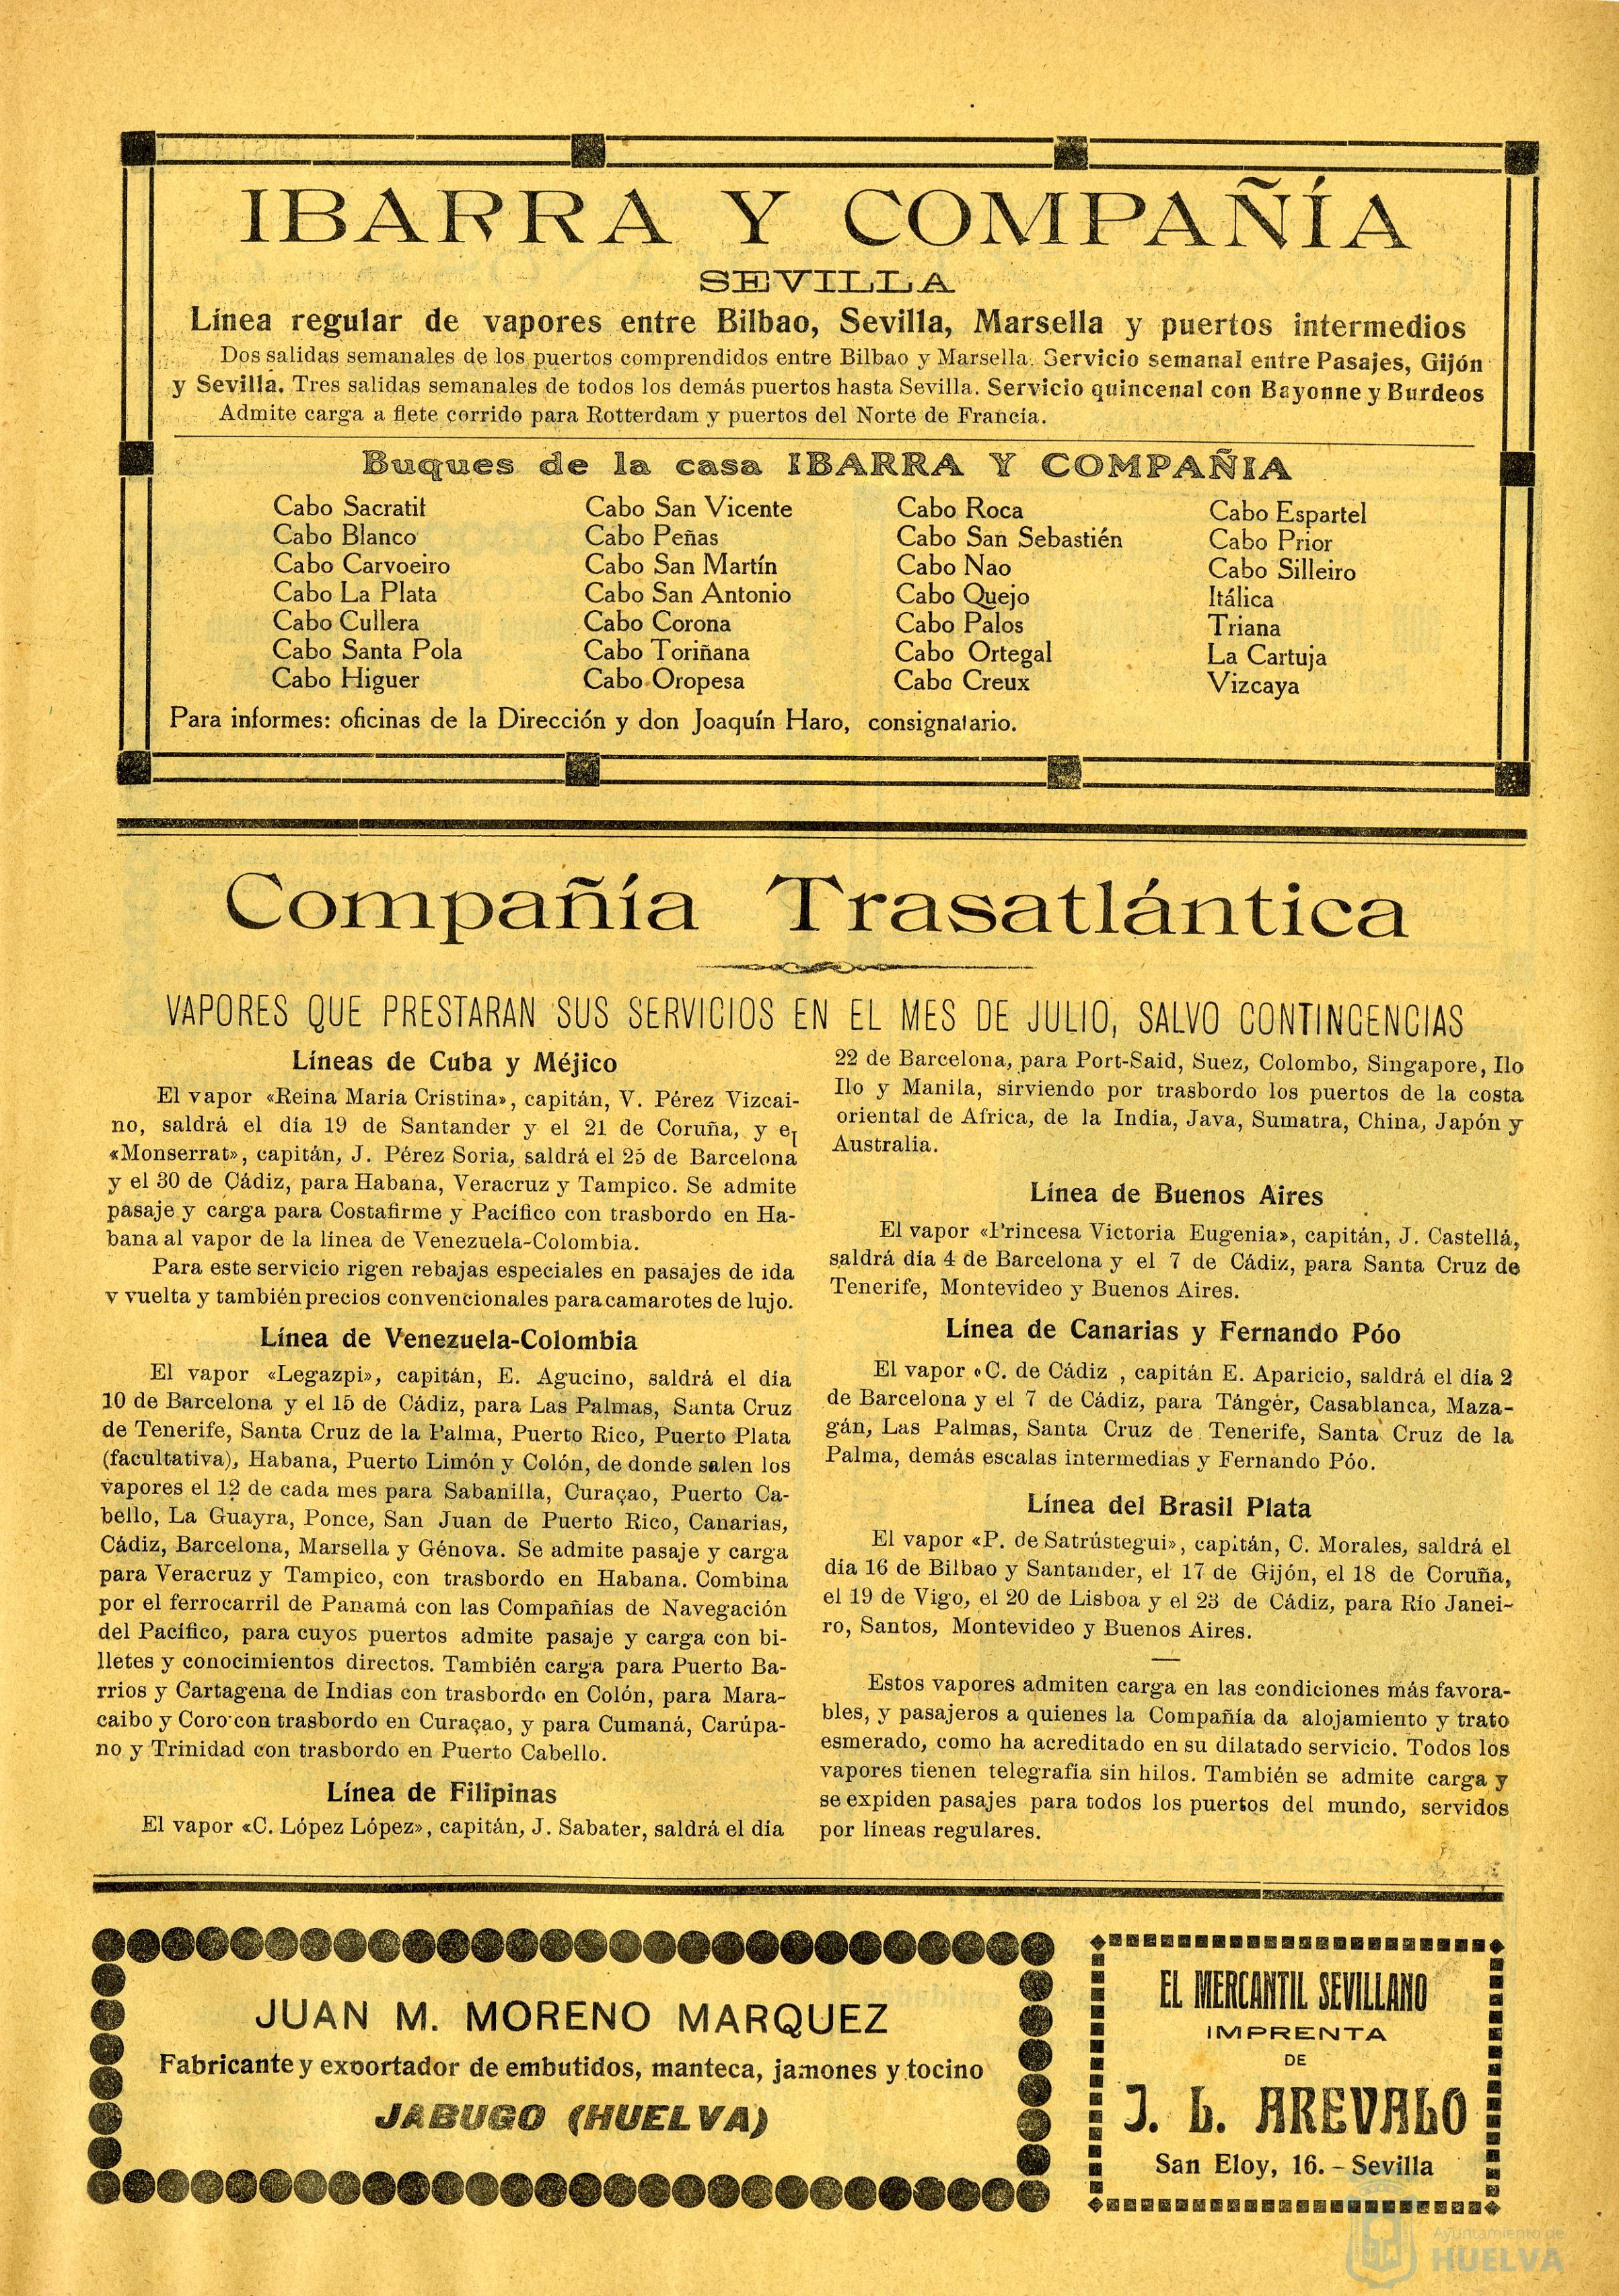 IBARRA Y COMPAÑÍA
SEVILLA
Línea regular de vapores entre Bilbao, Sevilla, Marsella y puertos intermedios
Dos salidas semanales de los puertos comprendidos entre Bilbao y Marsella. Servicio semanal entre Pasajes, Gijón
y Sevilla. Tres salidas semanales de todos los demás puertos hasta Sevilla. Servicio quincenal con Bayonne y Burdeos
Admite carga a flete corrido para Rotterdam y puertos del Norte de Francia.
Buques de la casa IBARRA Y COMPAÑIA
Cabo Sacratif
Cabo Blanco
Cabo Carvoeiro
Cabo La Plata
Cabo Cullera
Cabo Santa Pola
Cabo Higuer
Cabo San Vicente
Cabo Peñas
Cabo San Martín
Cabo San Antonio
Cabo Corona
Cabo Toriñana
Cabo Oropesa
Cabo Roca
Cabo San Sebastién
Cabo Nao
Cabo Quejo
Cabo Palos
Cabo Ortegal
Cabo Creux
Cabo Espartel
Cabo Prior
Cabo Silleiro
Itálica
Triana
La Cartuja
Vizcaya
Para informes: oficinas de la Dirección y don Joaquín Haro, consignatario.
Compañía Trasatlántica
VAPORES QUE PRESTARAN SUS SERVICIOS EN EL MES DE JULIO, SALVO CONTINGENCIAS
Líneas de Cuba y Méjico
El vapor «Reina María Cristina», capitán, V. Pérez Vizcai-
no, saldrá el día 19 de Santander y el 21 de Coruña, y el
«Monserrat», capitán, J. Pérez Soria, saldrá el 25 de Barcelona
y el 30 de Cádiz, para Habana, Veracruz y Tampico. Se admite
pasaje y carga para Costafirme y Pacífico con trasbordo en Ha-
bana al vapor de la línea de Venezuela-Colombia.
Para este servicio rigen rebajas especiales en pasajes de ida
y vuelta y también precios convencionales para camarotes de lujo.
Línea de Venezuela-Colombia
El vapor «Legazpi», capitán, E. Agucino, saldrá el día
10 de Barcelona y el 15 de Cádiz, para Las Palmas, Santa Cruz
de Tenerife, Santa Cruz de la Palma, Puerto Rico, Puerto Plata
(facultativa), Habana, Puerto Limón y Colón, de donde salen los
vapores el 12 de cada mes para Sabanilla, Curaçao, Puerto Ca-
bello, La Guayra, Ponce, San Juan de Puerto Rico, Canarias,
Cádiz, Barcelona, Marsella y Génova. Se admite pasaje y carga
para Veracruz y Tampico, con trasbordo en Habana. Combina
por el ferrocarril de Panamá con las Compañías de Navegación
del Pacífico, para cuyos puertos admite pasaje y carga con bi-
lletes y conocimientos directos. También carga para Puerto Ba-
rrios y Cartagena de Indias con trasbordo en Colón, para Mara-
caibo y Coro con trasbordo en Curaçao, y para Cumaná, Carúpa-
no y Trinidad con trasbordo en Puerto Cabello.
Línea de Filipinas
El vapor «C. López López», capitán, J. Sabater, saldrá el día
22 de Barcelona, para Port-Said, Suez, Colombo, Singapore, Ilo
Ilo y Manila, sirviendo por trasbordo los puertos de la costa
oriental de Africa, de la India, Java, Sumatra, China, Japón y
Australia.
Línea de Buenos Aires
El vapor «Princesa Victoria Eugenia», capitán, J. Castellá,
saldrá día 4 de Barcelona y el 7 de Cádiz, para Santa Cruz de
Tenerife, Montevideo y Buenos Aires.
Línea de Canarias y Fernando Póo
El vapor «C. de Cádiz , capitán E. Aparicio, saldrá el día 2
de Barcelona y el 7 de Cádiz, para Tánger, Casablanca, Maza-
gán, Las Palmas, Santa Cruz de Tenerife, Santa Cruz de la
Palma, demás escalas intermedias y Fernando Póo.
Línea del Brasil Plata
El vapor «P. de Satrústegui», capitán, C. Morales, saldrá el
día 16 de Bilbao y Santander, el 17 de Gijón, el 18 de Coruña,
el 19 de Vigo, el 20 de Lisboa y el 23 de Cádiz, para Río Janei-
ro, Santos, Montevideo y Buenos Aires.
Estos vapores admiten carga en las condiciones más favora-
bles, y pasajeros a quienes la Compañía da alojamiento y trato
esmerado, como ha acreditado en su dilatado servicio. Todos los
vapores tienen telegrafía sin hilos. También se admite carga y
se expiden pasajes para todos los puertos del mundo, servidos
por líneas regulares.
JUAN M. MORENO MARQUEZ
Fabricante y exportador de embutidos, manteca, jamones y tocino
JABUGO (HUELVA)
EL MERCANTIL SEVILLANO
IMPRENTA
DE
J. L. AREVALO
San Eloy, 16. - Sevilla
Ayuntamiento de
HUELVA